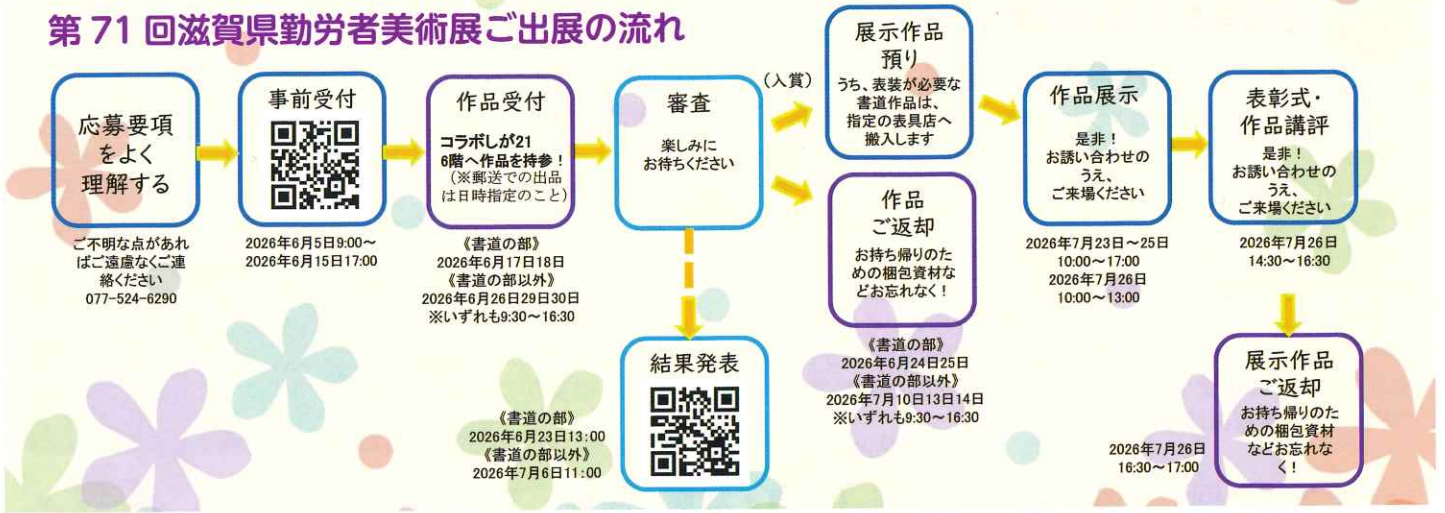 第71回滋賀県勤労者美術展ご出展の流れ
応募要項
をよく
理解する
ご不明な点があれ
ばご遠慮なくご連
絡ください
077-524-6290
事前受付
2026年6月5日9:00～
2026年6月15日17:00
作品受付
コラボしが21
6階へ作品を持参！
(※郵送での出品
は日時指定のこと)
《書道の部》
2026年6月17日18日
《書道の部以外》
2026年6月26日29日30日
※いずれも9:30～16:30
審査
楽しみに
お待ちください
結果発表
《書道の部》
2026年6月23日13:00
《書道の部以外》
2026年7月6日11:00
(入賞)
展示作品
預り
うち、表装が必要な
書道作品は、
指定の表具店へ
搬入します
作品
ご返却
お持ち帰りのた
めの梱包資材な
どお忘れなく！
《書道の部》
2026年6月24日25日
《書道の部以外》
2026年7月10日13日14日
※いずれも9:30～16:30
作品展示
是非！
お誘い合わせの
うえ、
ご来場ください
2026年7月23日～25日
10:00～17:00
2026年7月26日
10:00～13:00
表彰式・
作品講評
是非！
お誘い合わせの
うえ、
ご来場ください
2026年7月26日
14:30～16:30
展示作品
ご返却
お持ち帰りのた
めの梱包資材
などお忘れな
く！
2026年7月26日
16:30～17:00